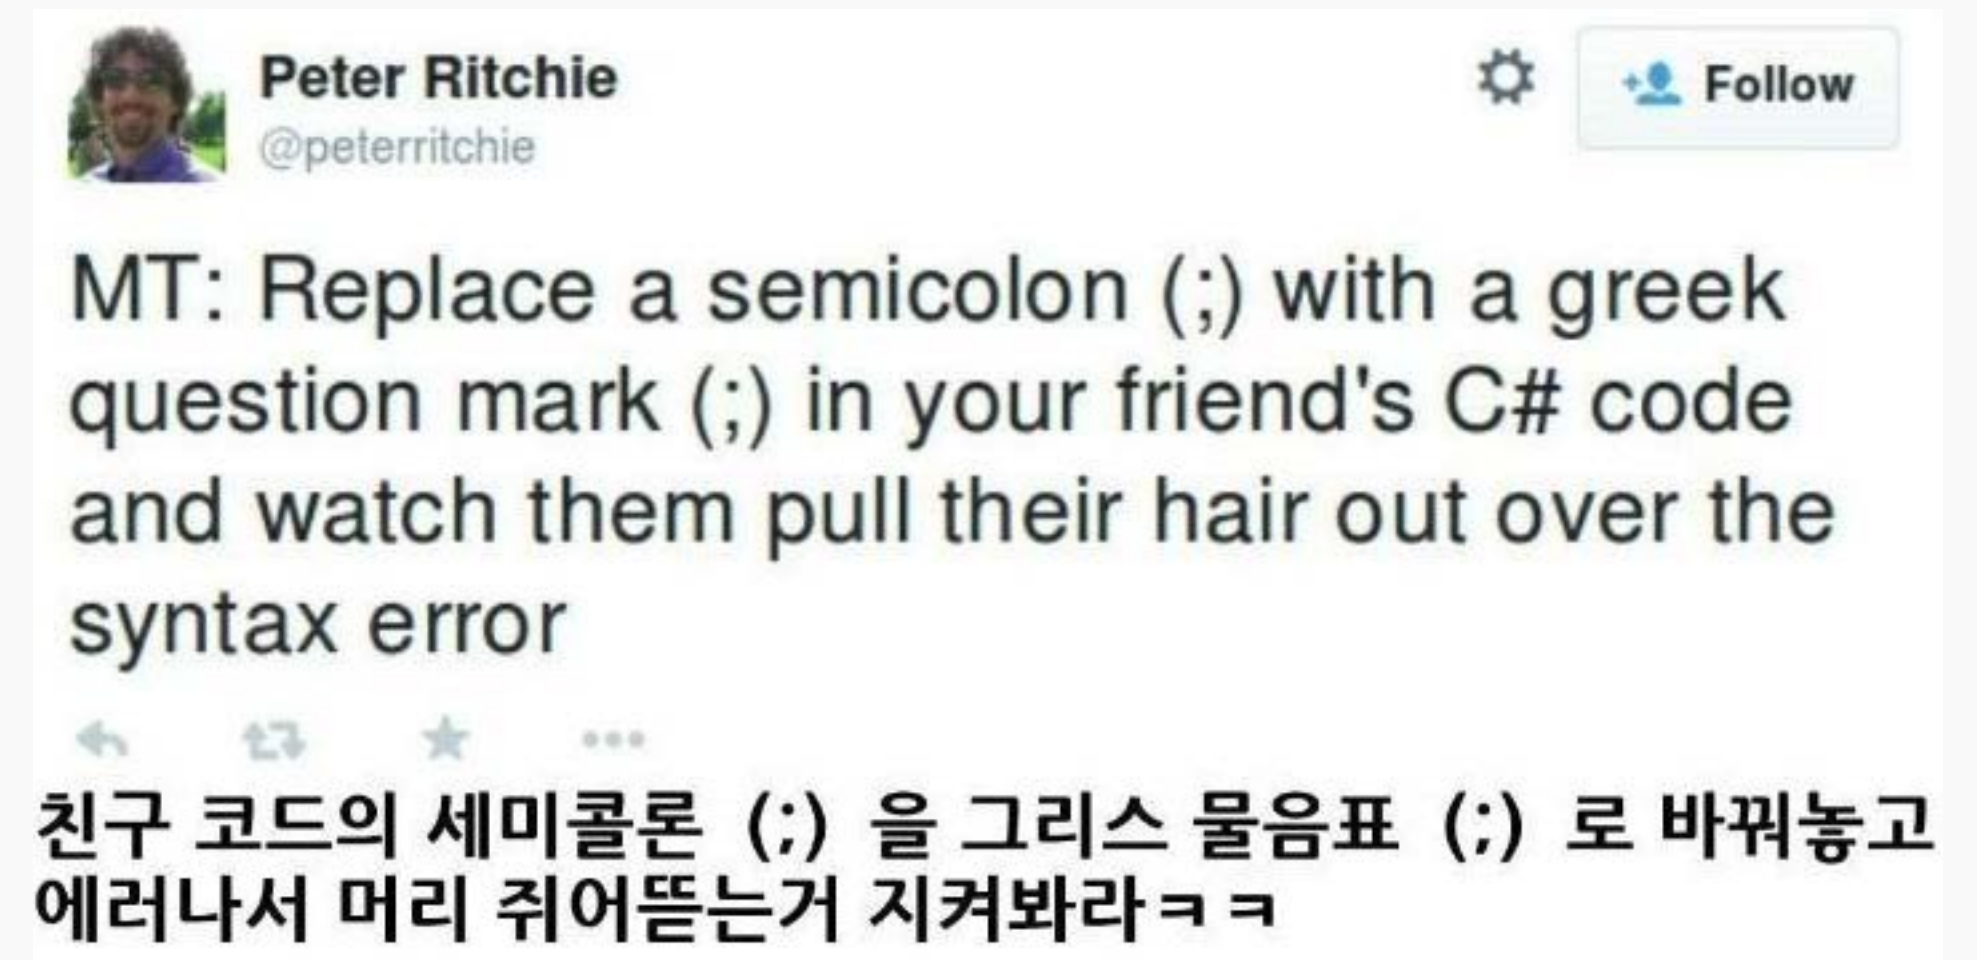 Peter Ritchie
@peterritchie
Follow
MT: Replace a semicolon (;) with a greek
question mark (;) in your friend's C# code
and watch them pull their hair out over the
syntax error
친구 코드의 세미콜론 (;) 을 그리스 물음표 (;) 로 바꿔놓고
에러나서 머리 쥐어뜯는거 지켜봐라ㅋㅋ